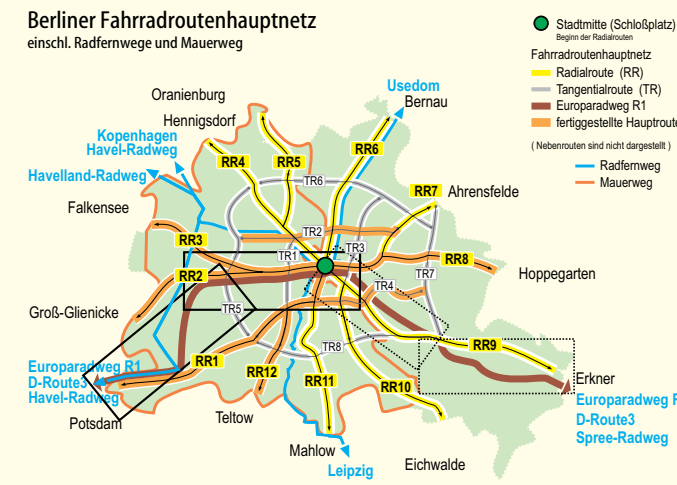 Berliner Fahrradroutenhauptnetz
einschl. Radfernwege und Mauerweg
Stadtmitte (Schloßplatz)
Beginn der Radialrouten
Fahrradroutenhauptnetz
Radialroute (RR)
Tangentialroute (TR)
Europaradweg R1
fertiggestellte Hauptroute
( Nebenrouten sind nicht dargestellt )
Radfernweg
Mauerweg
Usedom
Bernau
Oranienburg
Hennigsdorf
Kopenhagen
Havel-Radweg
Havelland-Radweg
Falkensee
RR4
RR5
RR6
TR6
RR7
Ahrensfelde
RR3
TR2
TR1
TR3
RR8
RR2
TR7
Hoppegarten
TR4
Groß-Glienicke
TR5
RR9
TR8
Europaradweg R1
D-Route3
Havel-Radweg
RR1
RR12
RR11
RR10
Erkner
Europaradweg R
D-Route3
Spree-Radweg
Potsdam
Teltow
Mahlow
Leipzig
Eichwalde